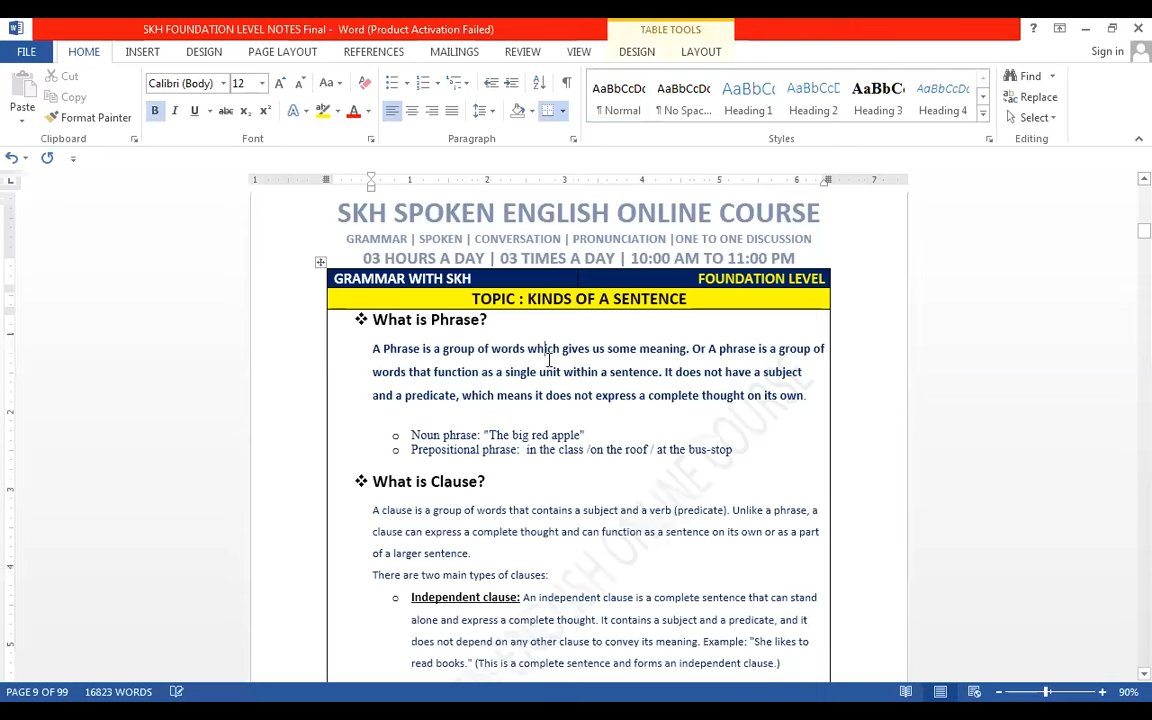 SKH FOUNDATION LEVEL NOTES Final - Word (Product Activation Failed)
TABLE TOOLS
Sign in
FILE HOME INSERT DESIGN PAGE LAYOUT REFERENCES MAILINGS REVIEW VIEW DESIGN LAYOUT
Paste
Cut
Copy
Format Painter
Calibri (Body) 12
AaBbCcDc AaBbCcDc AaBbCcD AaBbCcDc AaBbC AaBbCcD
¶ Normal ¶ No Spac... Heading 1 Heading 2 Heading 3 Heading 4
Find
Replace
Select
Clipboard Font Paragraph Styles Editing
SKH SPOKEN ENGLISH ONLINE COURSE
GRAMMAR | SPOKEN | CONVERSATION | PRONUNCIATION |ONE TO ONE DISCUSSION
03 HOURS A DAY | 03 TIMES A DAY | 10:00 AM TO 11:00 PM
GRAMMAR WITH SKH FOUNDATION LEVEL
TOPIC : KINDS OF A SENTENCE
❖ What is Phrase?
A Phrase is a group of words which gives us some meaning. Or A phrase is a group of
words that function as a single unit within a sentence. It does not have a subject
and a predicate, which means it does not express a complete thought on its own.
o Noun phrase: "The big red apple"
o Prepositional phrase: in the class /on the roof / at the bus-stop
❖ What is Clause?
A clause is a group of words that contains a subject and a verb (predicate). Unlike a phrase, a
clause can express a complete thought and can function as a sentence on its own or as a part
of a larger sentence.
There are two main types of clauses:
o Independent clause: An independent clause is a complete sentence that can stand
alone and express a complete thought. It contains a subject and a predicate, and it
does not depend on any other clause to convey its meaning. Example: "She likes to
read books." (This is a complete sentence and forms an independent clause.)
PAGE 9 OF 99 16823 WORDS 90%